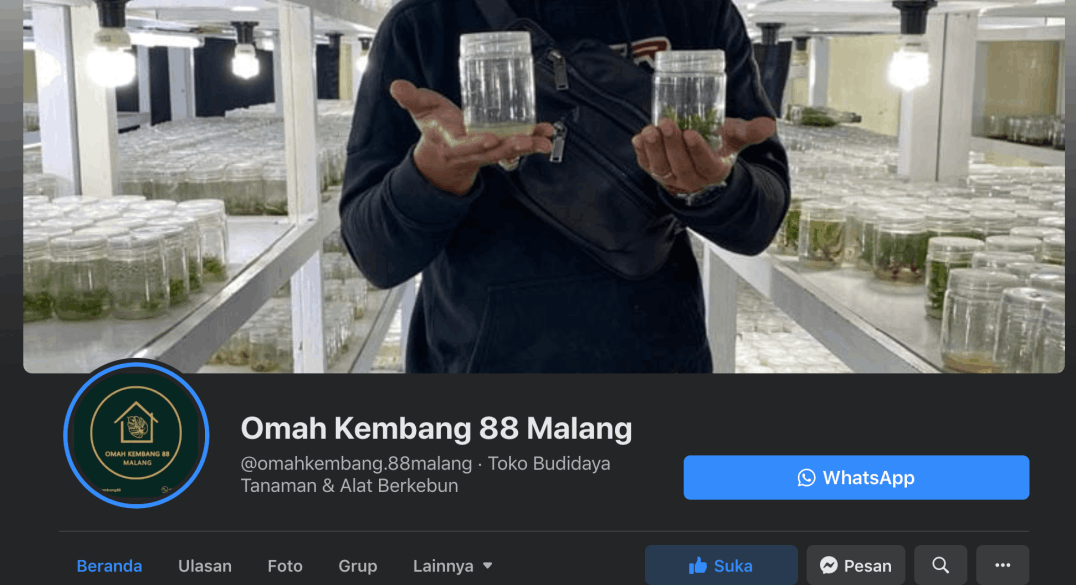 OMAH KEMBANG 88
MALANG
Omah Kembang 88 Malang
@omahkembang.88malang · Toko Budidaya
Tanaman & Alat Berkebun
WhatsApp
Beranda
Ulasan
Foto
Grup
Lainnya
Suka
Pesan